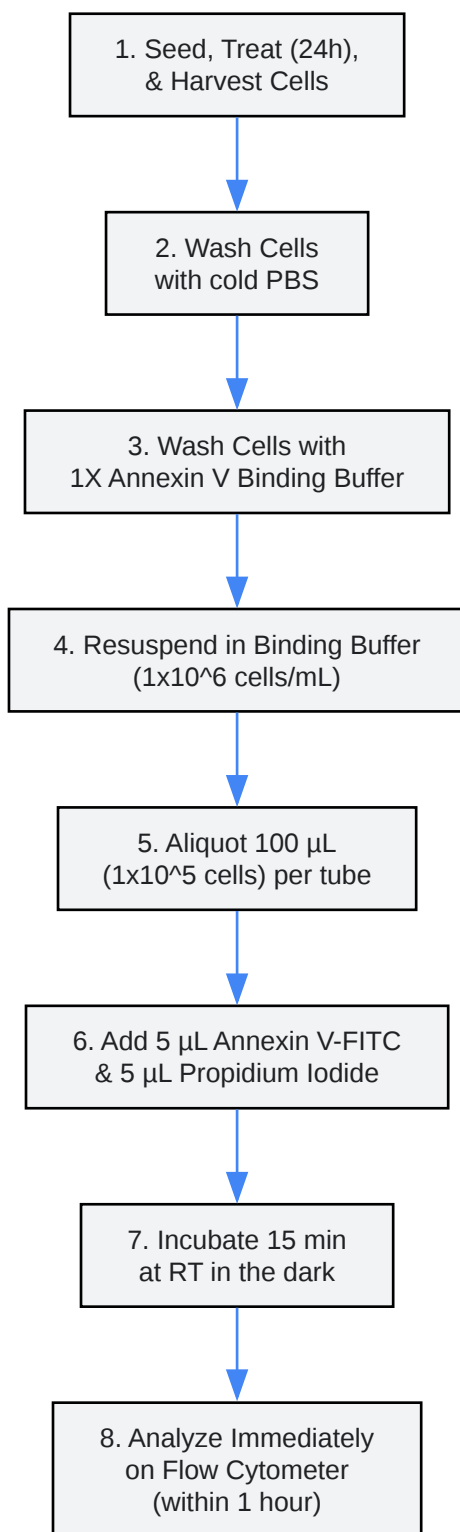 1. Seed, Treat (24h),
& Harvest Cells
2. Wash Cells
with cold PBS
3. Wash Cells with
1X Annexin V Binding Buffer
4. Resuspend in Binding Buffer
(1x10^6 cells/mL)
5. Aliquot 100 µL
(1x10^5 cells) per tube
6. Add 5 µL Annexin V-FITC
& 5 µL Propidium Iodide
7. Incubate 15 min
at RT in the dark
8. Analyze Immediately
on Flow Cytometer
(within 1 hour)